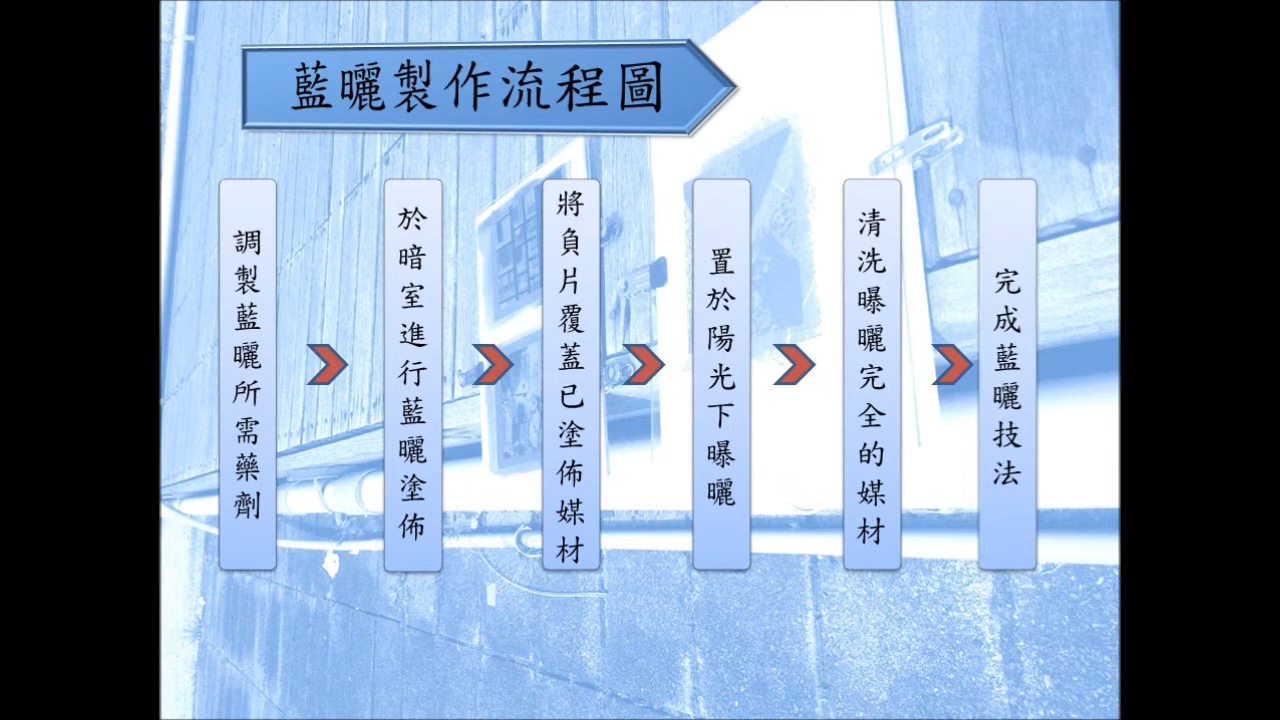 藍曬製作流程圖
調製藍曬所需藥劑
於暗室進行藍曬塗佈
將負片覆蓋已塗佈媒材
置於陽光下曝曬
清洗曝曬完全的媒材
完成藍曬技法